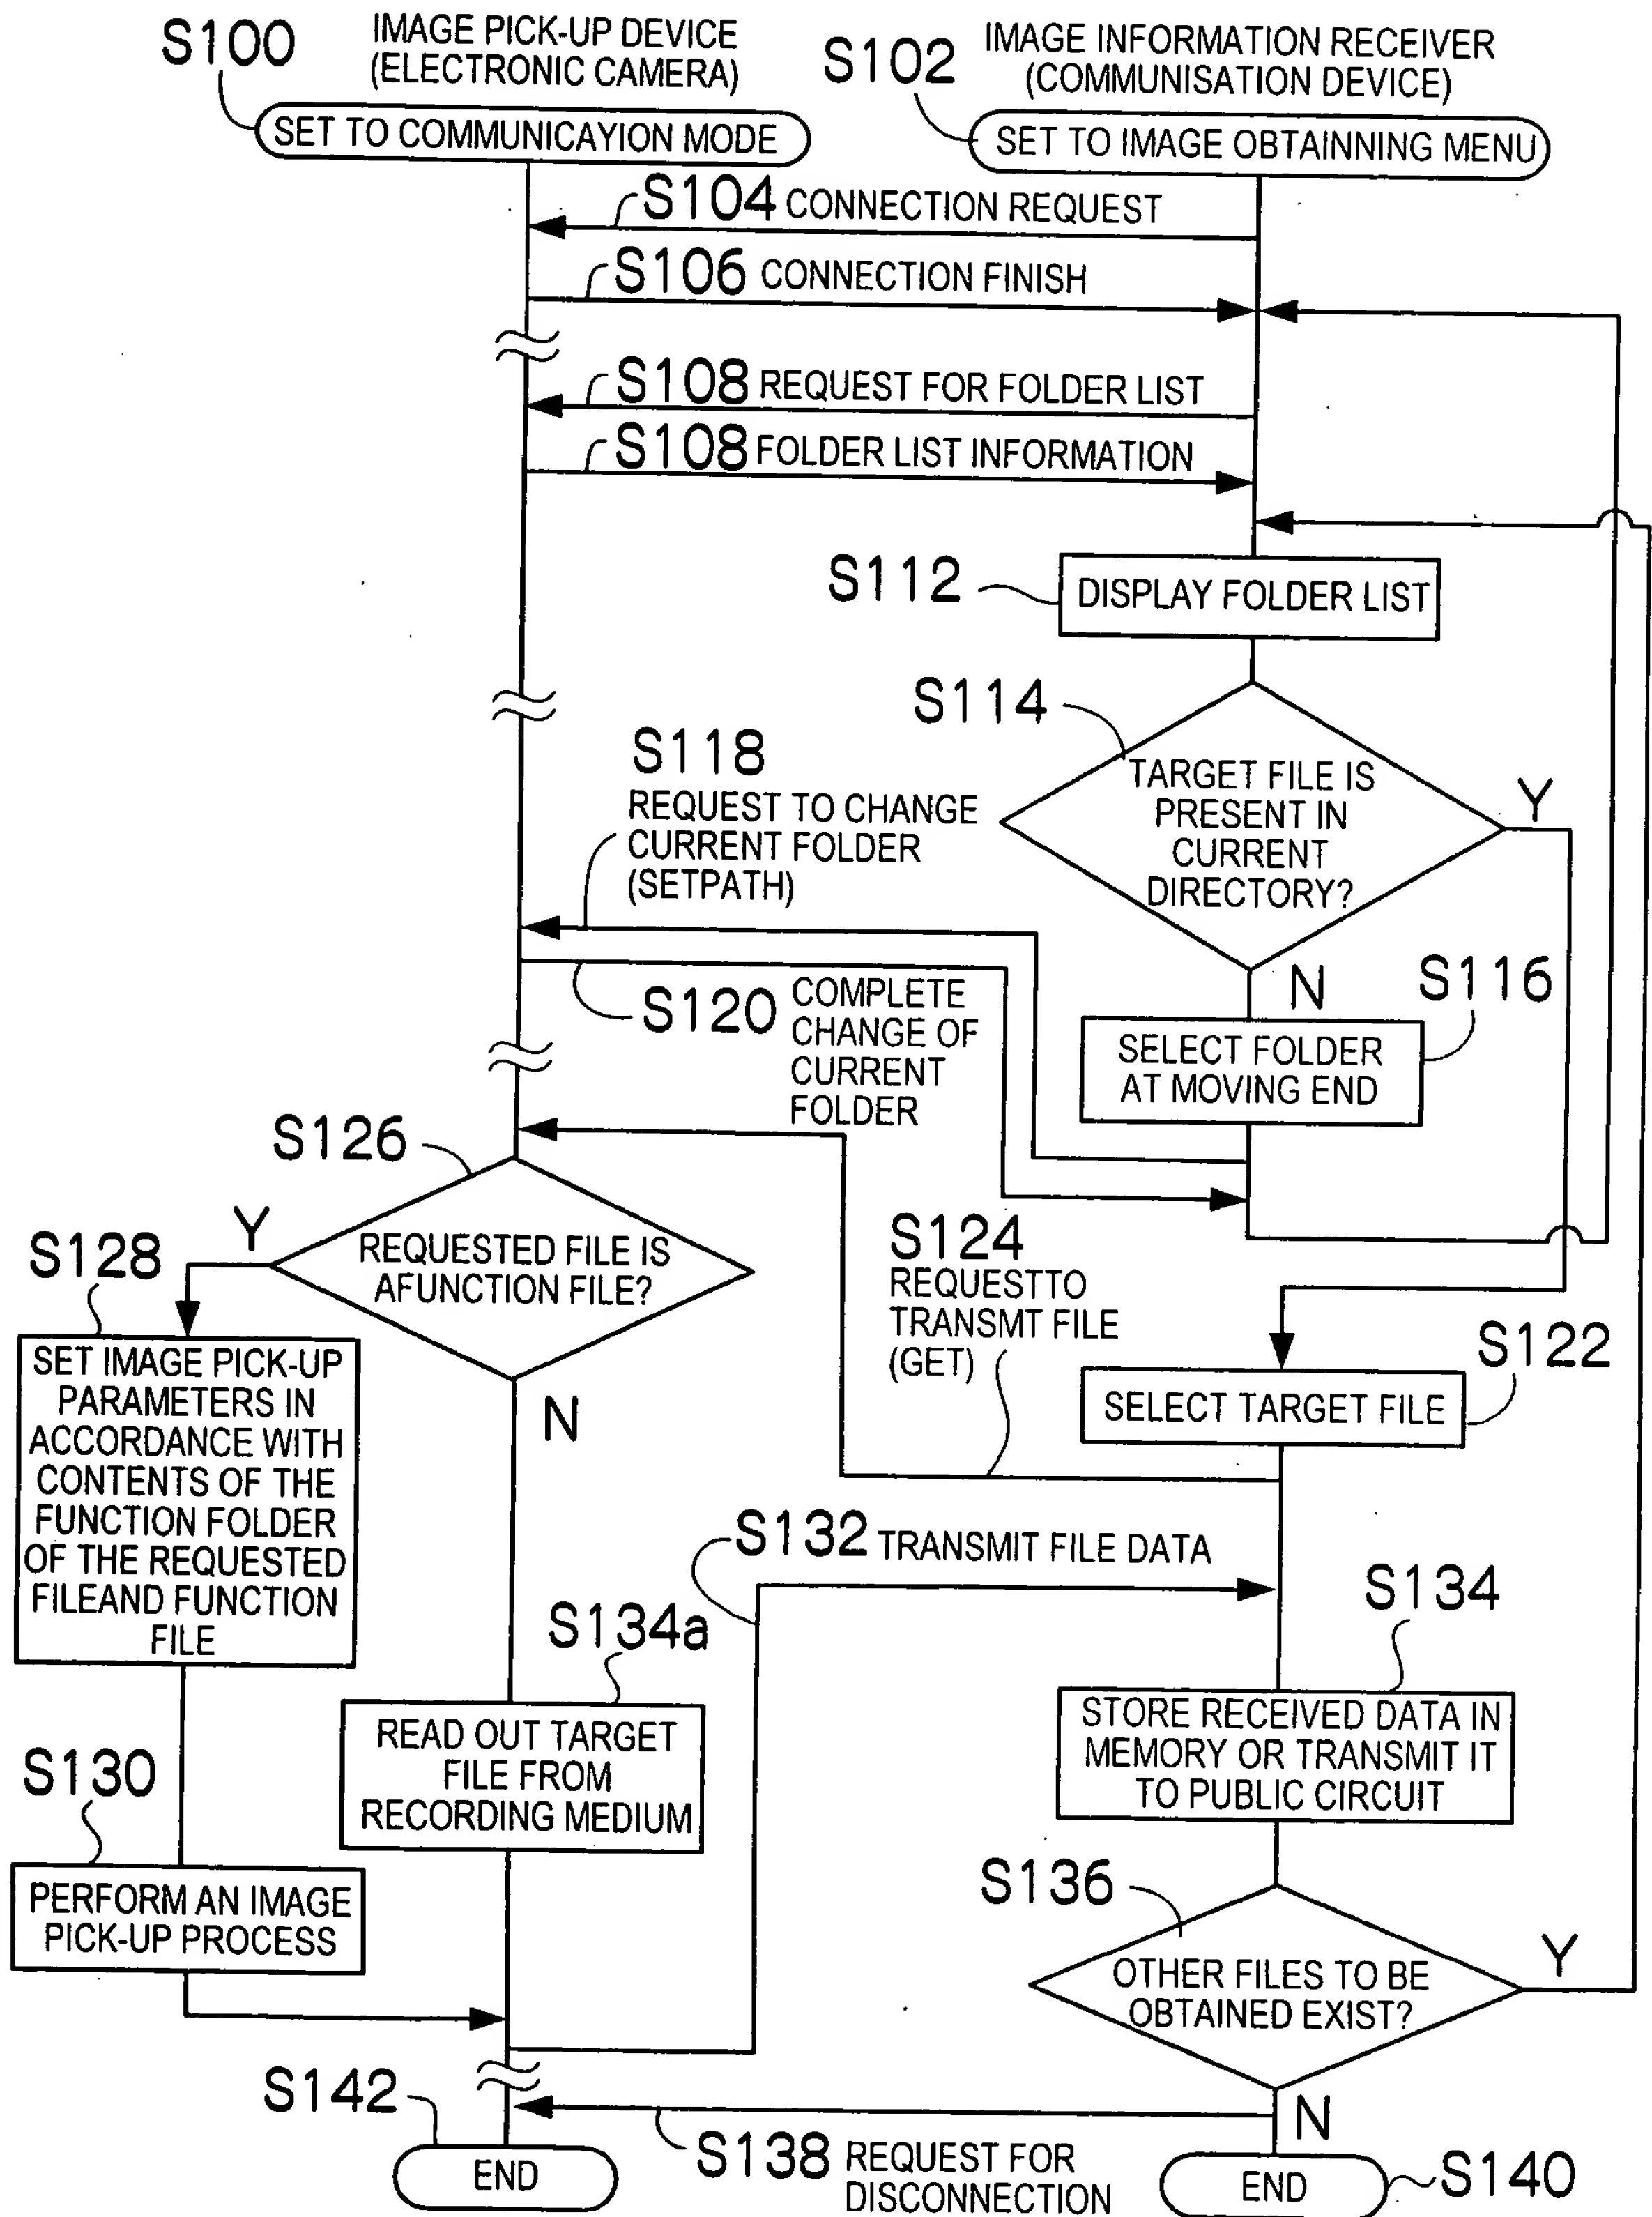 S100
IMAGE PICK-UP DEVICE
(ELECTRONIC CAMERA)
S102
IMAGE INFORMATION RECEIVER
(COMMUNISATION DEVICE)
SET TO COMMUNICAYION MODE
SET TO IMAGE OBTAINNING MENU
S104 CONNECTION REQUEST
S106 CONNECTION FINISH
S108 REQUEST FOR FOLDER LIST
S108 FOLDER LIST INFORMATION
S112
DISPLAY FOLDER LIST
S114
TARGET FILE IS
PRESENT IN
CURRENT
DIRECTORY?
Y
N
S118
REQUEST TO CHANGE
CURRENT FOLDER
(SETPATH)
S116
SELECT FOLDER
AT MOVING END
S120
COMPLETE
CHANGE OF
CURRENT
FOLDER
S126
REQUESTED FILE IS
AFUNCTION FILE?
Y
N
S124
REQUESTTO
TRANSMT FILE
(GET)
S122
SELECT TARGET FILE
S128
SET IMAGE PICK-UP
PARAMETERS IN
ACCORDANCE WITH
CONTENTS OF THE
FUNCTION FOLDER
OF THE REQUESTED
FILEAND FUNCTION
FILE
S132 TRANSMIT FILE DATA
S134a
READ OUT TARGET
FILE FROM
RECORDING MEDIUM
S134
STORE RECEIVED DATA IN
MEMORY OR TRANSMIT IT
TO PUBLIC CIRCUIT
S130
PERFORM AN IMAGE
PICK-UP PROCESS
S136
OTHER FILES TO BE
OBTAINED EXIST?
Y
N
S142
END
S138 REQUEST FOR
DISCONNECTION
END
S140